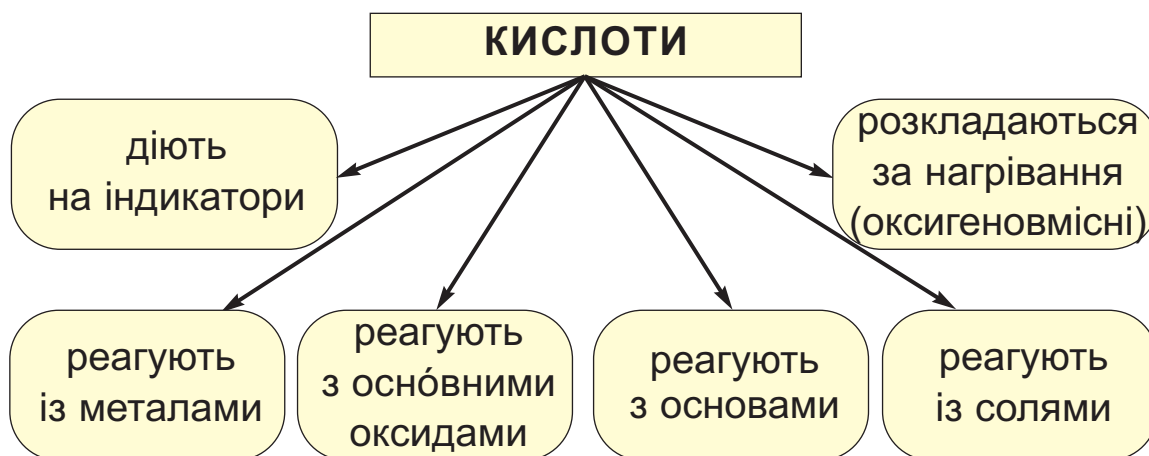 КИСЛОТИ
діють
на індикатори
розкладаються
за нагрівання
(оксигеновмісні)
реагують
із металами
реагують
з осно́вними
оксидами
реагують
з основами
реагують
із солями